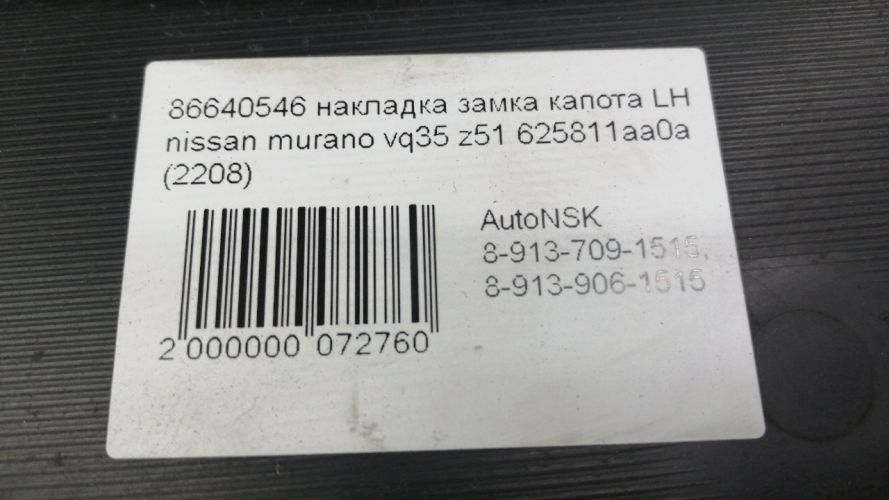 86640546 накладка замка капота LH
nissan murano vq35 z51 625811aa0a
(2208)
AutoNSK
8-913-709-1515,
8-913-906-1515
2 000000 072760